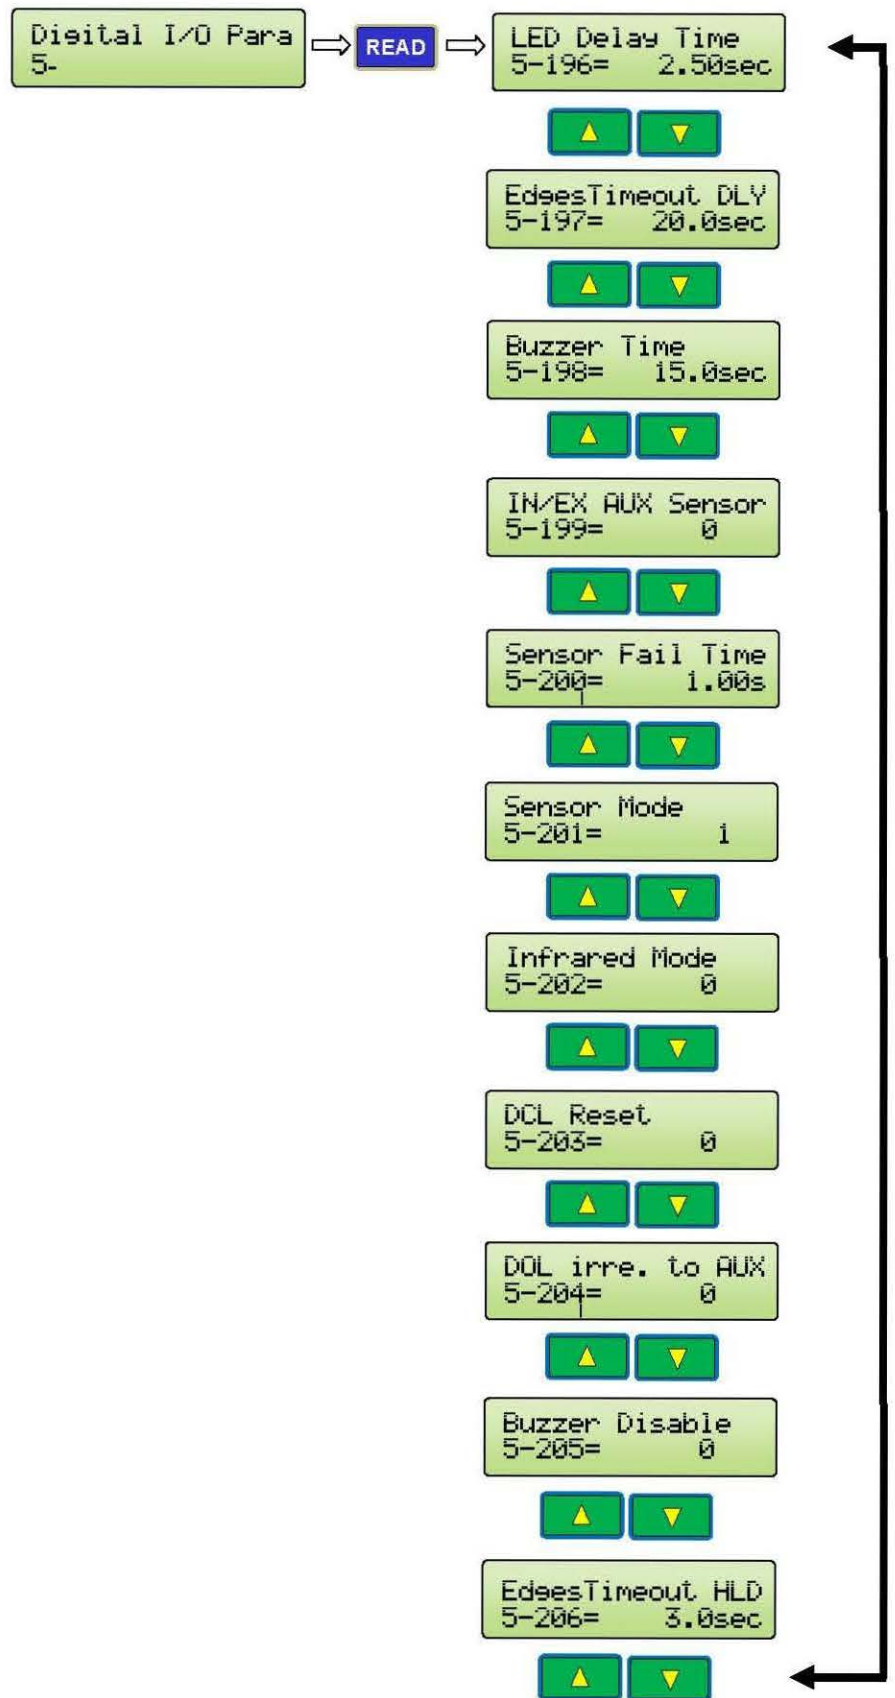 Digital I/O Para
5-
READ
LED Delay Time
5-196= 2.50sec
EdgesTimeout DLY
5-197= 20.0sec
Buzzer Time
5-198= 15.0sec
IN/EX AUX Sensor
5-199= 0
Sensor Fail Time
5-200= 1.00s
Sensor Mode
5-201= 1
Infrared Mode
5-202= 0
DCL Reset
5-203= 0
DOL irre. to AUX
5-204= 0
Buzzer Disable
5-205= 0
EdgesTimeout HLD
5-206= 3.0sec